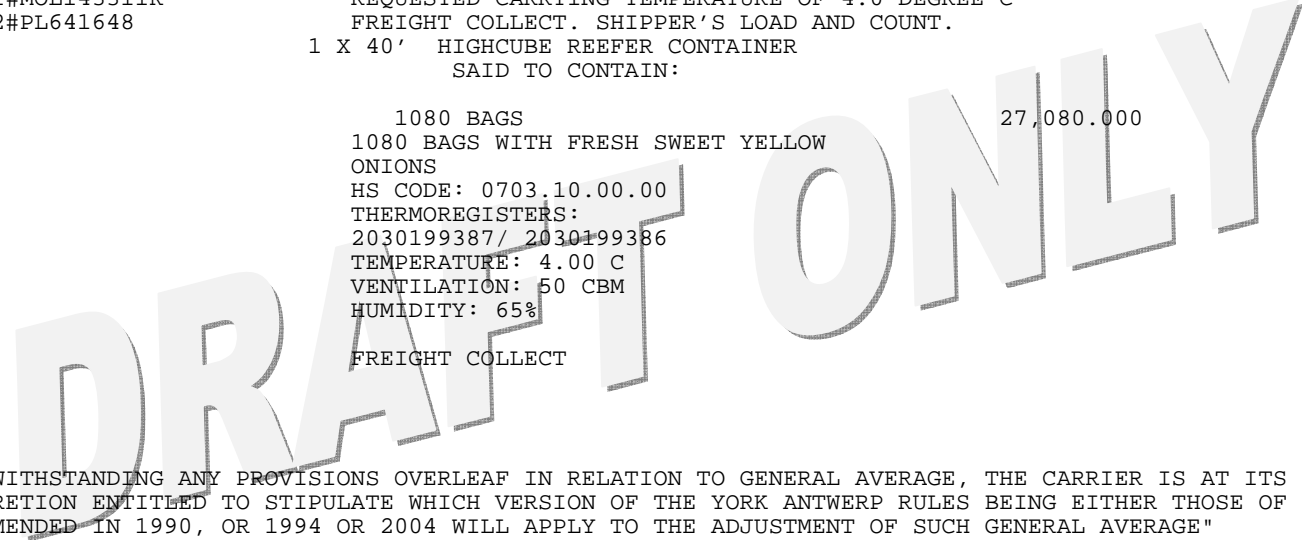 REQUESTED CARRYING TEMPERATURE OF 4.0 DEGREE C
#PL641648 FREIGHT COLLECT. SHIPPER'S LOAD AND COUNT.
1 X 40' HIGHCUBE REEFER CONTAINER
SAID TO CONTAIN:
1080 BAGS 27,080.000
1080 BAGS WITH FRESH SWEET YELLOW
ONIONS
HS CODE: 0703.10.00.00
THERMOREGISTERS:
2030199387/ 2030199386
TEMPERATURE: 4.00 C
VENTILATION: 50 CBM
HUMIDITY: 65%
FREIGHT COLLECT
WITHSTANDING ANY PROVISIONS OVERLEAF IN RELATION TO GENERAL AVERAGE, THE CARRIER IS AT ITS
RETION ENTITLED TO STIPULATE WHICH VERSION OF THE YORK ANTWERP RULES BEING EITHER THOSE OF
MENDED IN 1990, OR 1994 OR 2004 WILL APPLY TO THE ADJUSTMENT OF SUCH GENERAL AVERAGE"
DRAFT ONLY